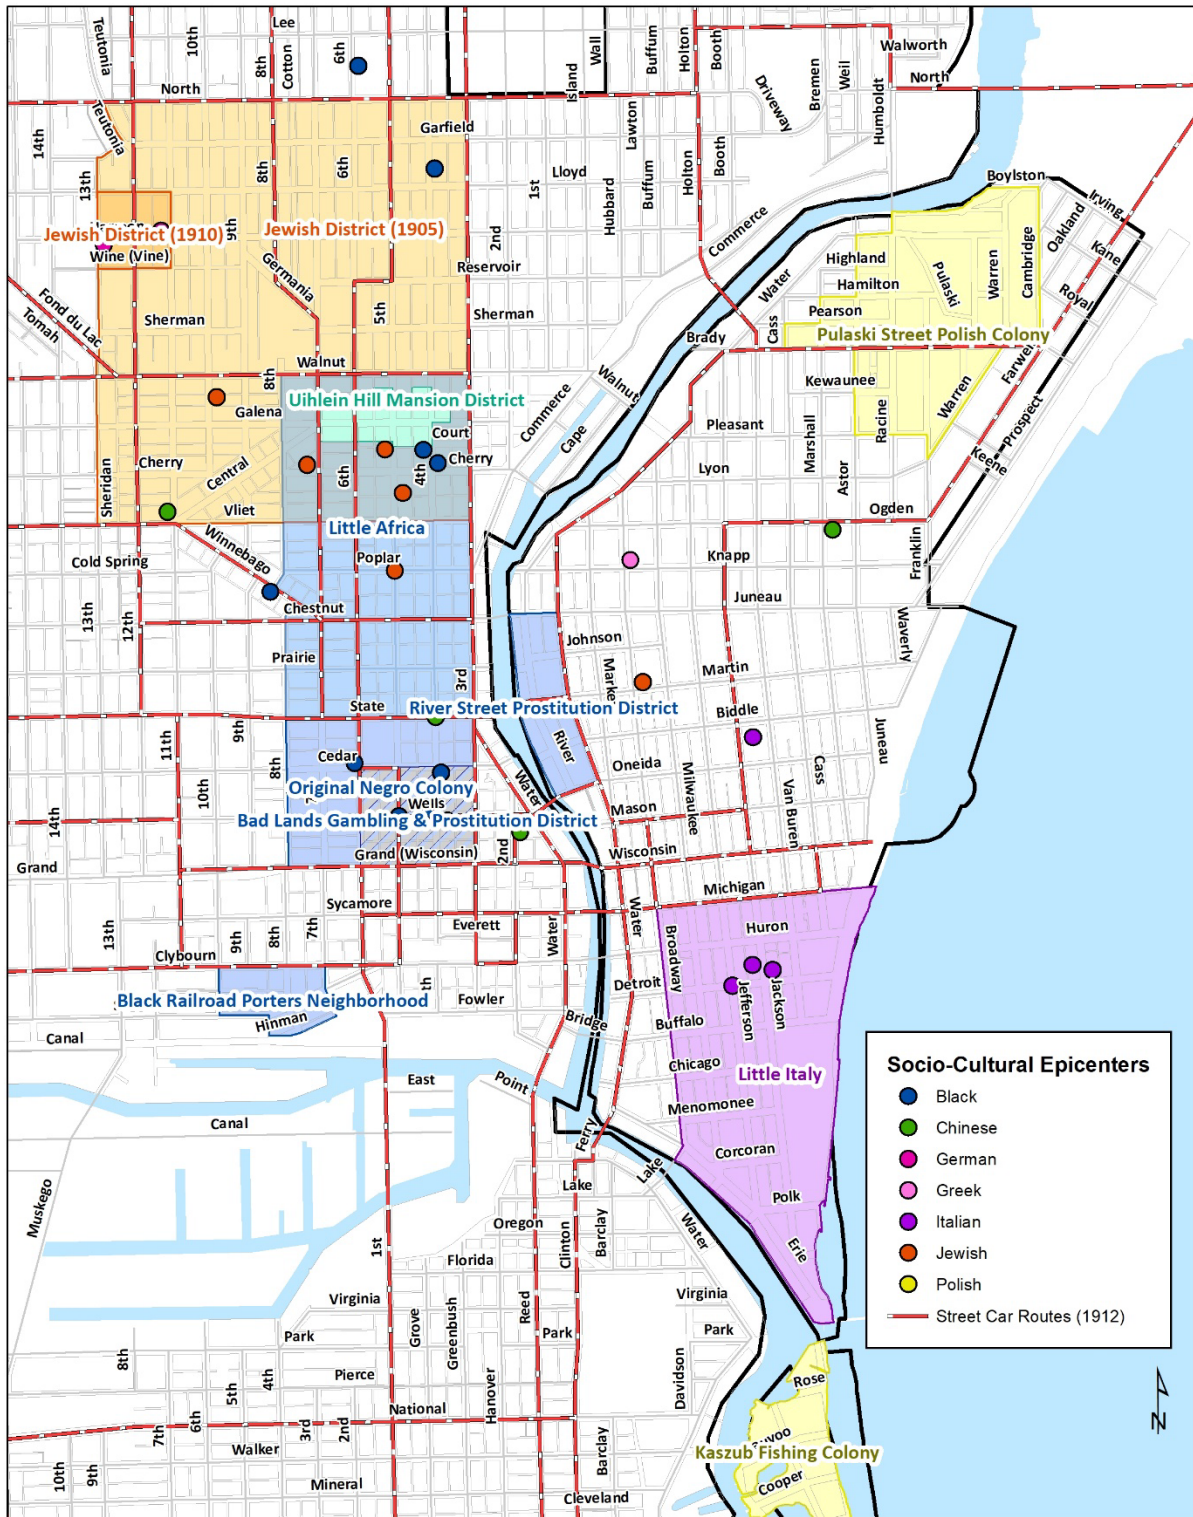 Lee
Teutonia
10th
8th
Cotton
6th
Wall
Buffum
Holton
Booth
Walworth
North
Island
North
Driveway
Bremen
Weil
Humboldt
Teutonia
14th
Garfield
Lawton
13th
8th
6th
Lloyd
1st
Hubbard
Buffum
Holton
Booth
Boylston
Irving
Jewish District (1910)
9th
Jewish District (1905)
2nd
Commerce
Oakland
Kane
Wine (Vine)
Germania
Reservoir
Water
Highland
Hamilton
Pulaski
Warren
Cambridge
Royal
Fond du Lac
Tomah
Sherman
5th
Sherman
Cass
Pearson
Brady
Pulaski Street Polish Colony
Walnut
8th
Walnut
Kewaunee
Farwell
Uihlein Hill Mansion District
Galena
Commerce
Cape
Pleasant
Marshall
Racine
Warren
Prospect
Court
Cherry
Central
6th
4th
Cherry
Lyon
Astor
Keene
Sheridan
Vliet
Ogden
Little Africa
Winnebago
Cold Spring
Poplar
Knapp
Franklin
Chestnut
Juneau
13th
12th
Johnson
Waverly
Prairie
3rd
Martin
State
River Street Prostitution District
Biddle
11th
9th
River
Juneau
8th
Cedar
Oneida
Cass
10th
Original Negro Colony
Water
Milwaukee
Van Buren
Wells
14th
Bad Lands Gambling & Prostitution District
Mason
Grand
Grand (Wisconsin)
2nd
Wisconsin
Sycamore
Michigan
13th
9th
8th
7th
Everett
Water
Water
Broadway
Huron
Clybourn
Detroit
Jefferson
Jackson
Black Railroad Porters Neighborhood
Fowler
Hinman
Bridge
Buffalo
Canal
Chicago
Little Italy
East
Point
Menomonee
Canal
Ferry
Corcoran
Muskego
Lake
Lake
Polk
Oregon
Clinton
Barclay
Water
1st
Florida
Erie
Virginia
Grove
Greenbush
Reed
Virginia
Park
Park
Park
8th
Pierce
Hanover
Davidson
Rose
5th
4th
National
7th
6th
3rd
2nd
Walker
Barclay
Kaszub Fishing Colony
10th
9th
Mineral
Cooper
Cleveland
Socio-Cultural Epicenters
Black
Chinese
German
Greek
Italian
Jewish
Polish
Street Car Routes (1912)
N